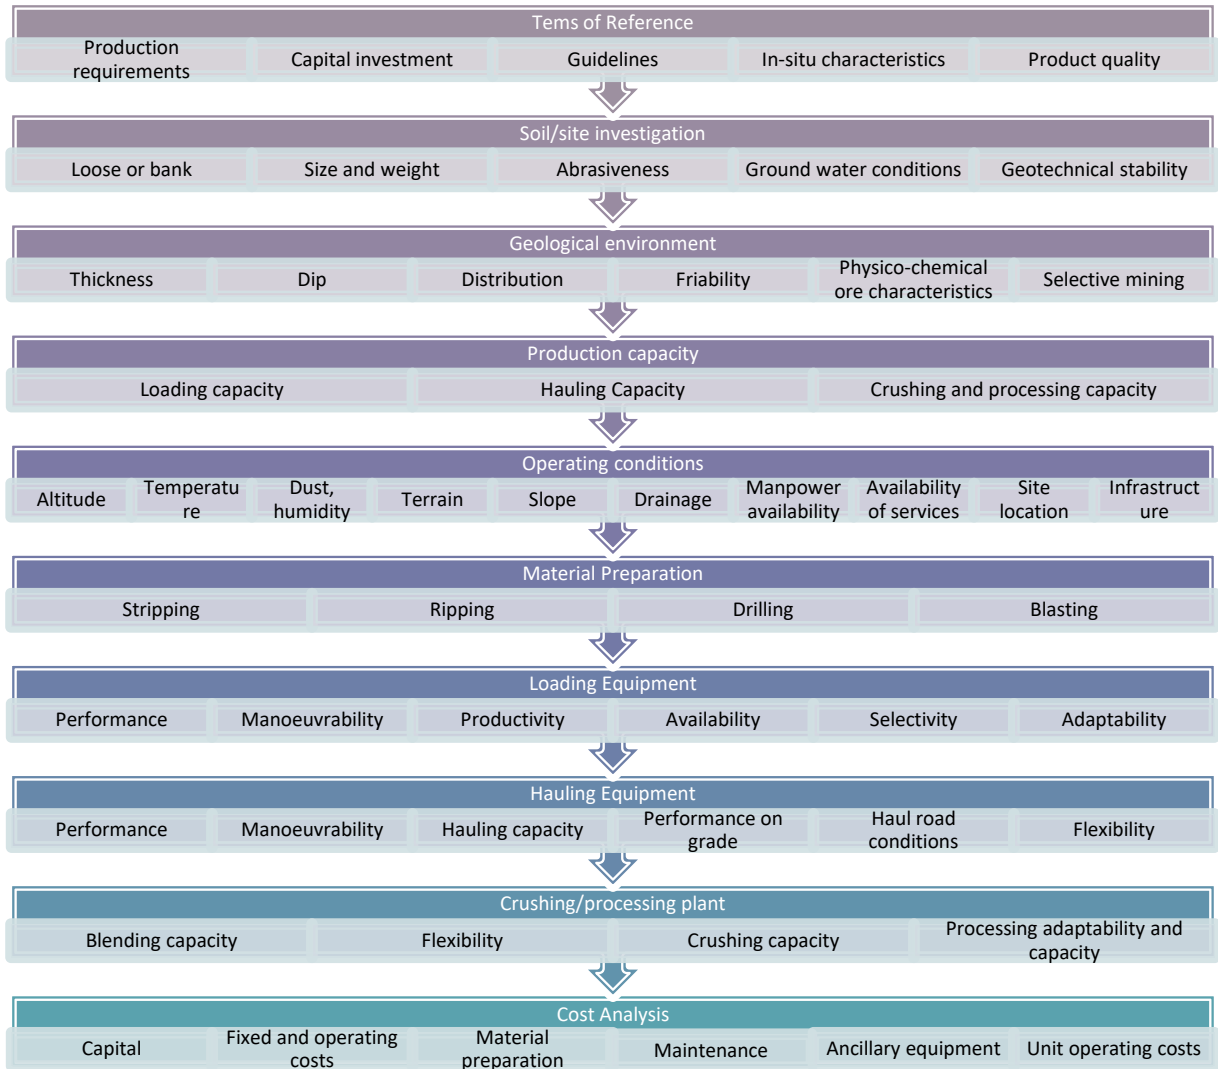 Tems of Reference
Production
requirements
Capital investment
Guidelines
In-situ characteristics
Product quality
Soil/site investigation
Loose or bank
Size and weight
Abrasiveness
Ground water conditions
Geotechnical stability
Geological environment
Thickness
Dip
Distribution
Friability
Physico-chemical
ore characteristics
Selective mining
Production capacity
Loading capacity
Hauling Capacity
Crushing and processing capacity
Operating conditions
Altitude
Temperatu
re
Dust,
humidity
Terrain
Slope
Drainage
Manpower
availability
Availability
of services
Site
location
Infrastruct
ure
Material Preparation
Stripping
Ripping
Drilling
Blasting
Loading Equipment
Performance
Manoeuvrability
Productivity
Availability
Selectivity
Adaptability
Hauling Equipment
Performance
Manoeuvrability
Hauling capacity
Performance on
grade
Haul road
conditions
Flexibility
Crushing/processing plant
Blending capacity
Flexibility
Crushing capacity
Processing adaptability and
capacity
Cost Analysis
Capital
Fixed and operating
costs
Material
preparation
Maintenance
Ancillary equipment
Unit operating costs